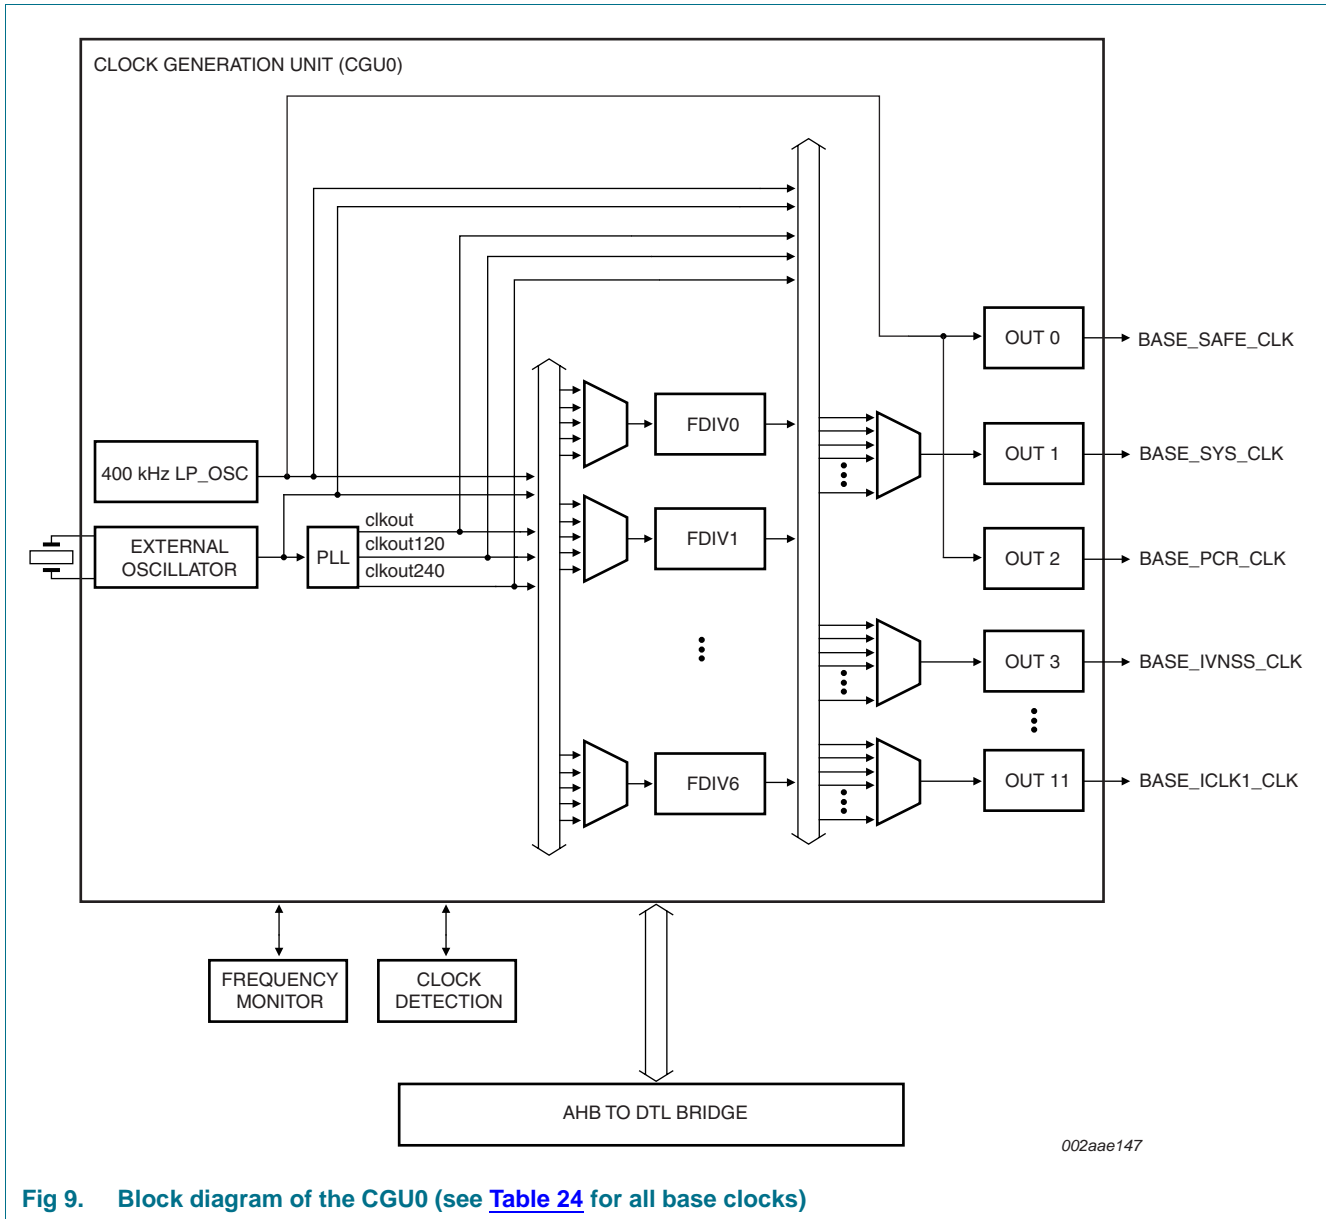 CLOCK GENERATION UNIT (CGU0)
OUT 0
BASE_SAFE_CLK
FDIV0
OUT 1
BASE_SYS_CLK
400 kHz LP_OSC
clkout
EXTERNAL
OSCILLATOR
PLL
clkout120
clkout240
FDIV1
OUT 2
BASE_PCR_CLK
OUT 3
BASE_IVNSS_CLK
FDIV6
OUT 11
BASE_ICLK1_CLK
FREQUENCY
MONITOR
CLOCK
DETECTION
AHB TO DTL BRIDGE
002aae147
Fig 9. Block diagram of the CGU0 (see Table 24 for all base clocks)